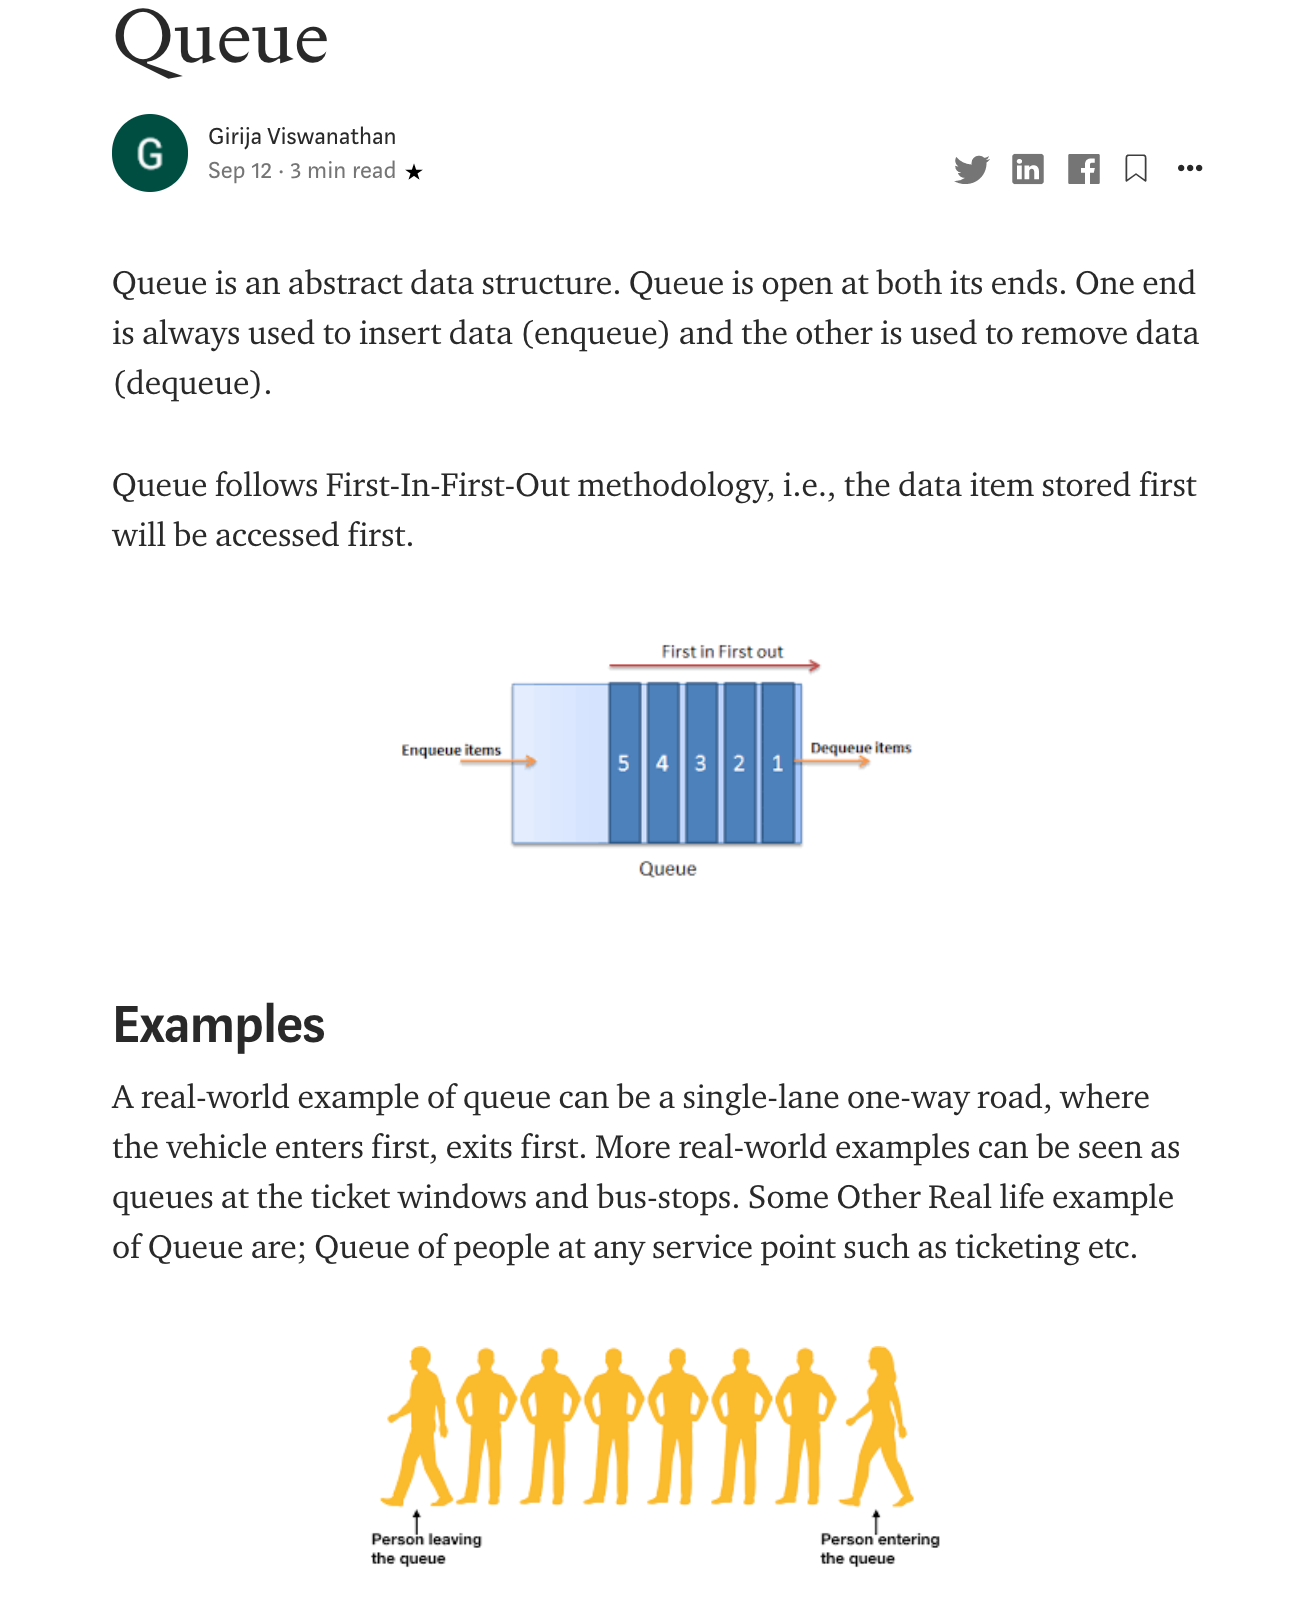 Queue
G
Girija Viswanathan
Sep 12 · 3 min read ★
Queue is an abstract data structure. Queue is open at both its ends. One end
is always used to insert data (enqueue) and the other is used to remove data
(dequeue).
Queue follows First-In-First-Out methodology, i.e., the data item stored first
will be accessed first.
First in First out
Enqueue items
5 4 3 2 1
Dequeue items
Queue
Examples
A real-world example of queue can be a single-lane one-way road, where
the vehicle enters first, exits first. More real-world examples can be seen as
queues at the ticket windows and bus-stops. Some Other Real life example
of Queue are; Queue of people at any service point such as ticketing etc.
Person leaving
the queue
Person entering
the queue